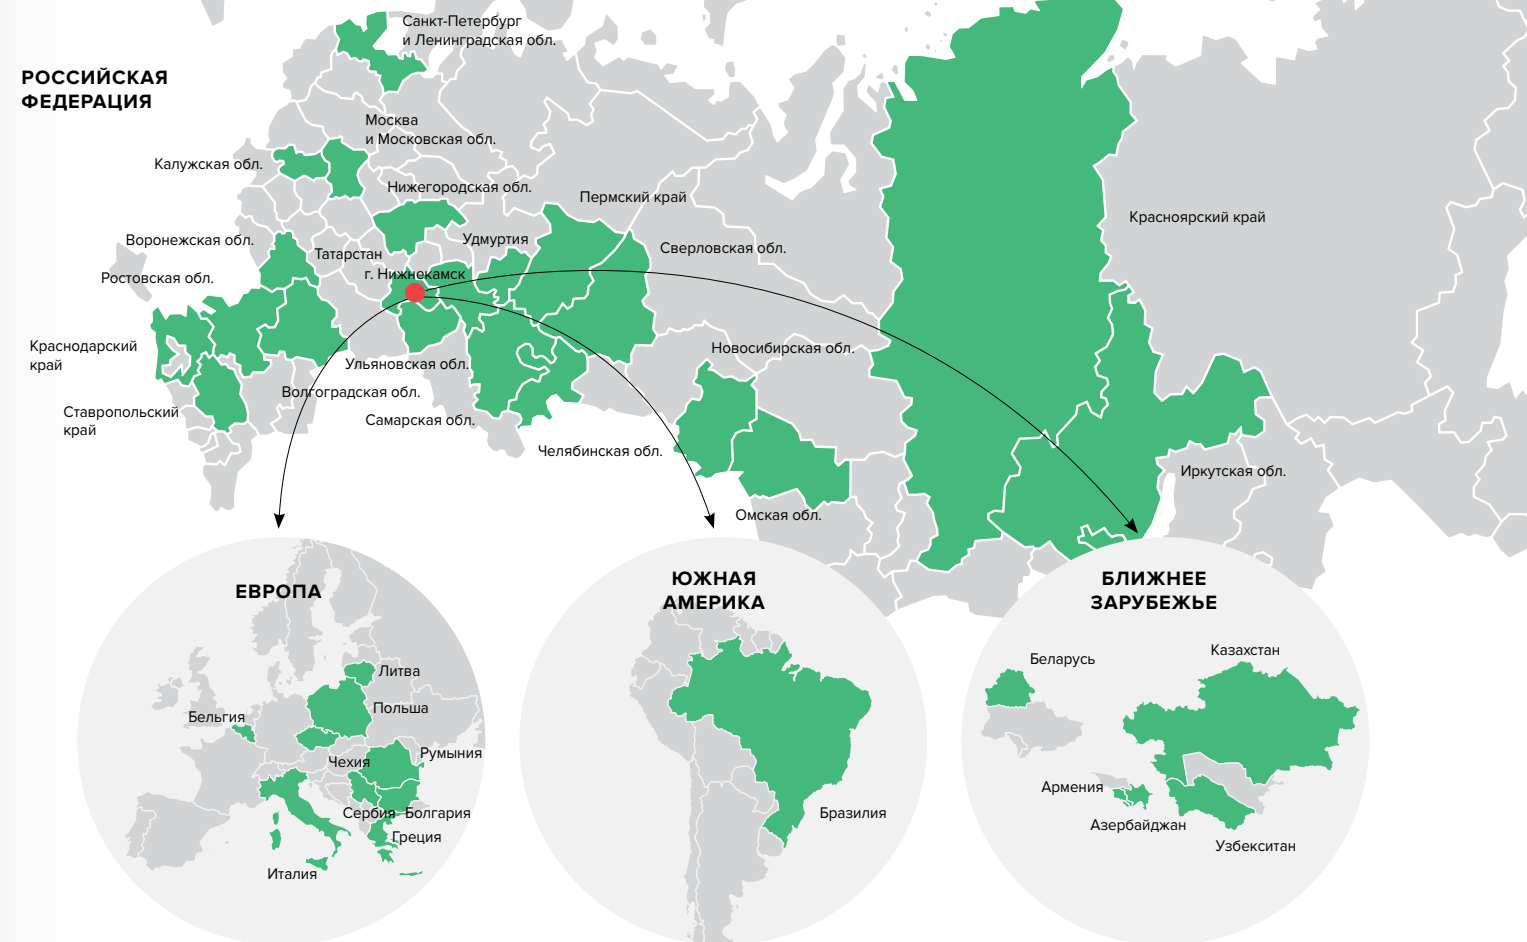 РОССИЙСКАЯ
ФЕДЕРАЦИЯ
Санкт-Петербург
и Ленинградская обл.
Москва
и Московская обл.
Калужская обл.
Нижегородская обл.
Пермский край
Красноярский край
Воронежская обл.
Татарстан
Удмуртия
Свердловская обл.
Ростовская обл.
г. Нижнекамск
Краснодарский
край
Ульяновская обл.
Новосибирская обл.
Волгоградская обл.
Ставропольский
край
Самарская обл.
Челябинская обл.
Иркутская обл.
Омская обл.
ЕВРОПА
Литва
Бельгия
Польша
Чехия
Румыния
Сербия
Болгария
Греция
Италия
ЮЖНАЯ
АМЕРИКА
Бразилия
БЛИЖНЕЕ
ЗАРУБЕЖЬЕ
Беларусь
Казахстан
Армения
Азербайджан
Узбекситан